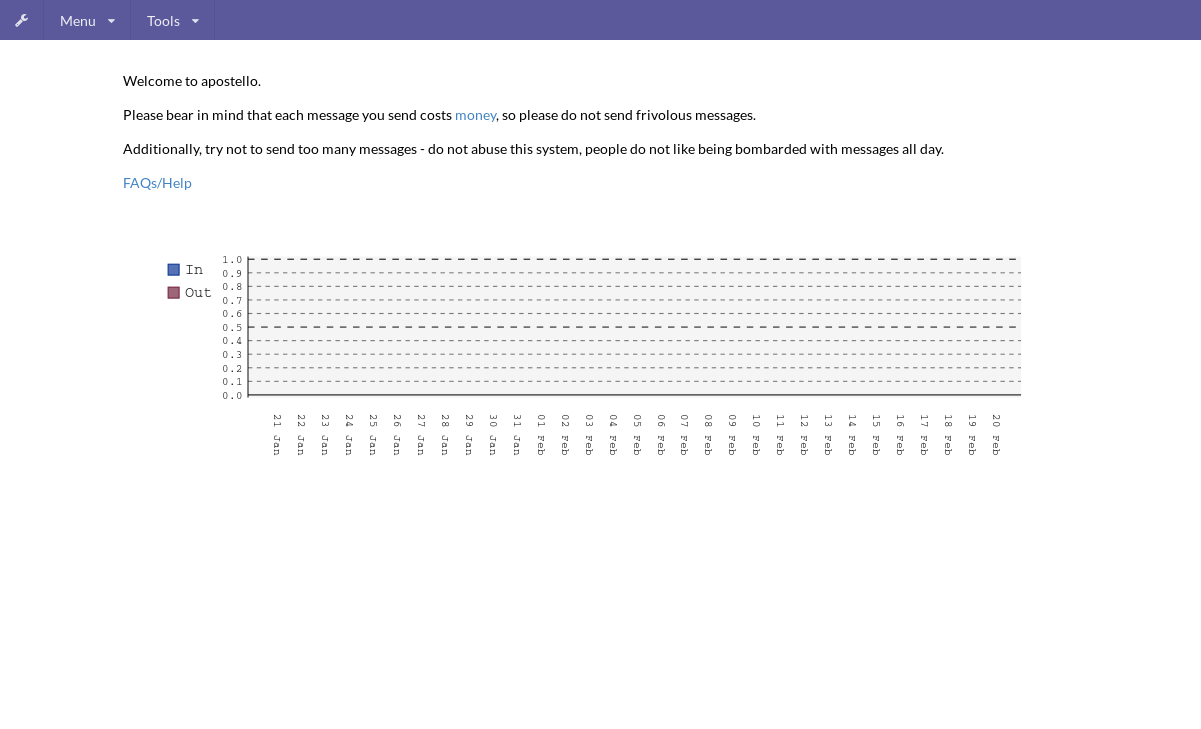 Menu Tools
Welcome to apostello.
Please bear in mind that each message you send costs money, so please do not send frivolous messages.
Additionally, try not to send too many messages - do not abuse this system, people do not like being bombarded with messages all day.
FAQs/Help
In
Out
1.0
0.9
0.8
0.7
0.6
0.5
0.4
0.3
0.2
0.1
0.0
21 Jan
22 Jan
23 Jan
24 Jan
25 Jan
26 Jan
27 Jan
28 Jan
29 Jan
30 Jan
31 Jan
01 Feb
02 Feb
03 Feb
04 Feb
05 Feb
06 Feb
07 Feb
08 Feb
09 Feb
10 Feb
11 Feb
12 Feb
13 Feb
14 Feb
15 Feb
16 Feb
17 Feb
18 Feb
19 Feb
20 Feb